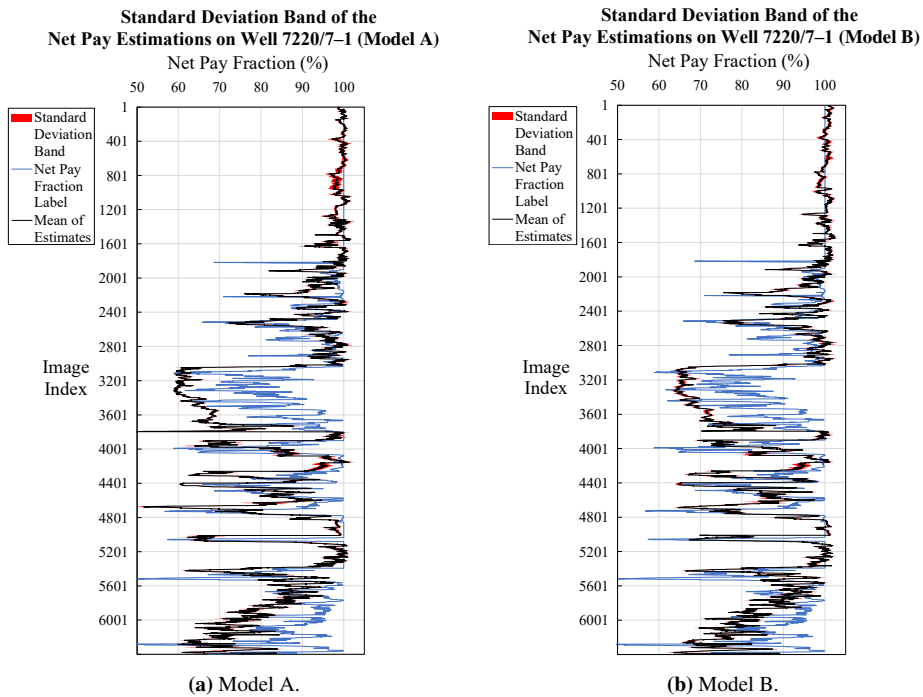 Standard Deviation Band of the
Net Pay Estimations on Well 7220/7–1 (Model A)
Net Pay Fraction (%)
50 60 70 80 90 100
Standard
Deviation
Band
Net Pay
Fraction
Label
Mean of
Estimates
Image
Index
1
401
801
1201
1601
2001
2401
2801
3201
3601
4001
4401
4801
5201
5601
6001
(a) Model A.
Standard Deviation Band of the
Net Pay Estimations on Well 7220/7–1 (Model B)
Net Pay Fraction (%)
50 60 70 80 90 100
Standard
Deviation
Band
Net Pay
Fraction
Label
Mean of
Estimates
Image
Index
1
401
801
1201
1601
2001
2401
2801
3201
3601
4001
4401
4801
5201
5601
6001
(b) Model B.